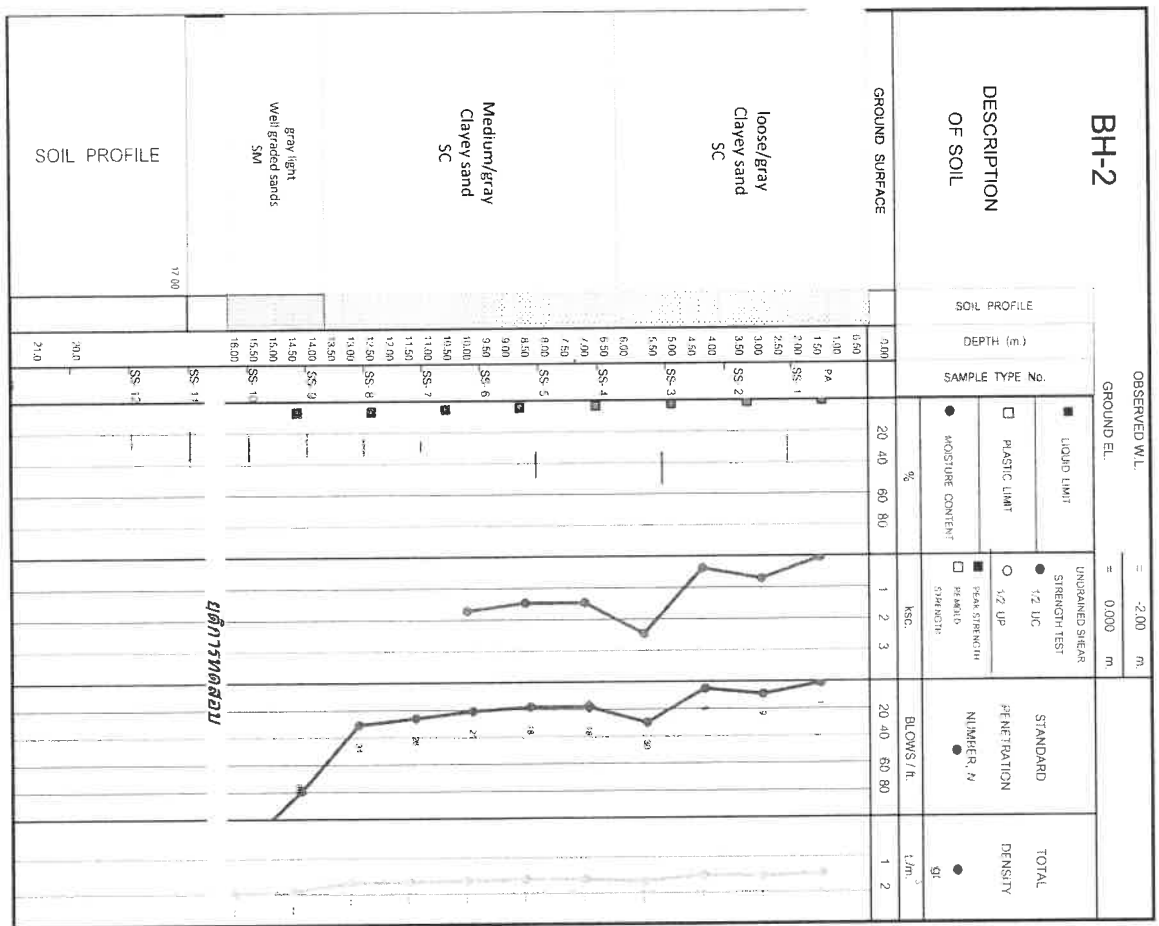 BH-2
OBSERVED W.L. = -2.00 m.
GROUND EL. = 0.000 m.
DESCRIPTION
OF SOIL
SOIL PROFILE
DEPTH (m.)
SAMPLE TYPE No.
LIQUID LIMIT
PLASTIC LIMIT
MOISTURE CONTENT
UNDRAINED SHEAR
STRENGTH TEST
1/2 UC
1/2 UP
PEAK STRENGTH
REMOLD
STRENGTH
STANDARD
PENETRATION
NUMBER, N
TOTAL
DENSITY
%
ksc.
BLOWS / ft.
t./m.3
GROUND SURFACE
0.00
20 40 60 80
1 2 3
20 40 60 80
1 2
0.50
1.00
1.50 PA
2.00 SS-1
3.00
3.50 SS-2
4.00
4.50
5.00 SS-3
5.50
6.00
6.50 SS-4
7.00
7.50
8.00 SS-5
8.50
9.00
9.50 SS-6
10.00
10.50
11.00 SS-7
11.50
12.00
12.50 SS-8
13.00
13.50
14.00 SS-9
14.50
15.00
15.50 SS-10
16.00
SS-11
SS-12
20.0
21.0
loose/gray
Clayey sand
SC
Medium/gray
Clayey sand
SC
gray light
Well graded sands
SM
17.00
SOIL PROFILE
1
9
30
18
18
21
26
31
ยุติการทดสอบ